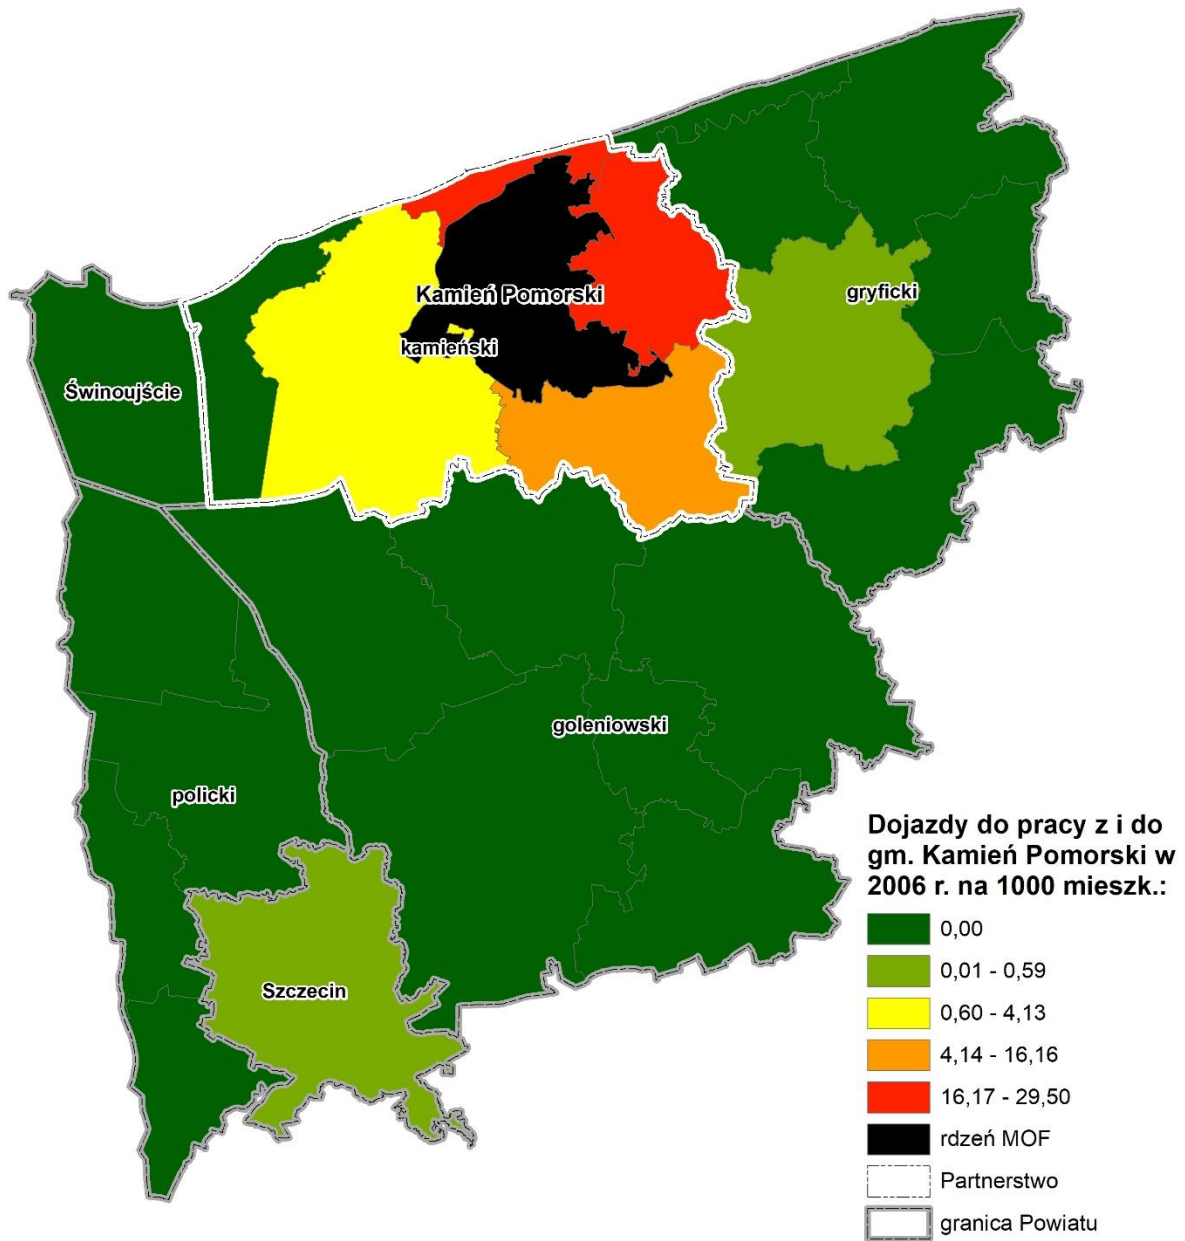 Kamień Pomorski
gryficki
kamieński
Świnoujście
goleniowski
policki
Szczecin
Dojazdy do pracy z i do
gm. Kamień Pomorski w
2006 r. na 1000 mieszk.:
0,00
0,01 - 0,59
0,60 - 4,13
4,14 - 16,16
16,17 - 29,50
rdzeń MOF
Partnerstwo
granica Powiatu